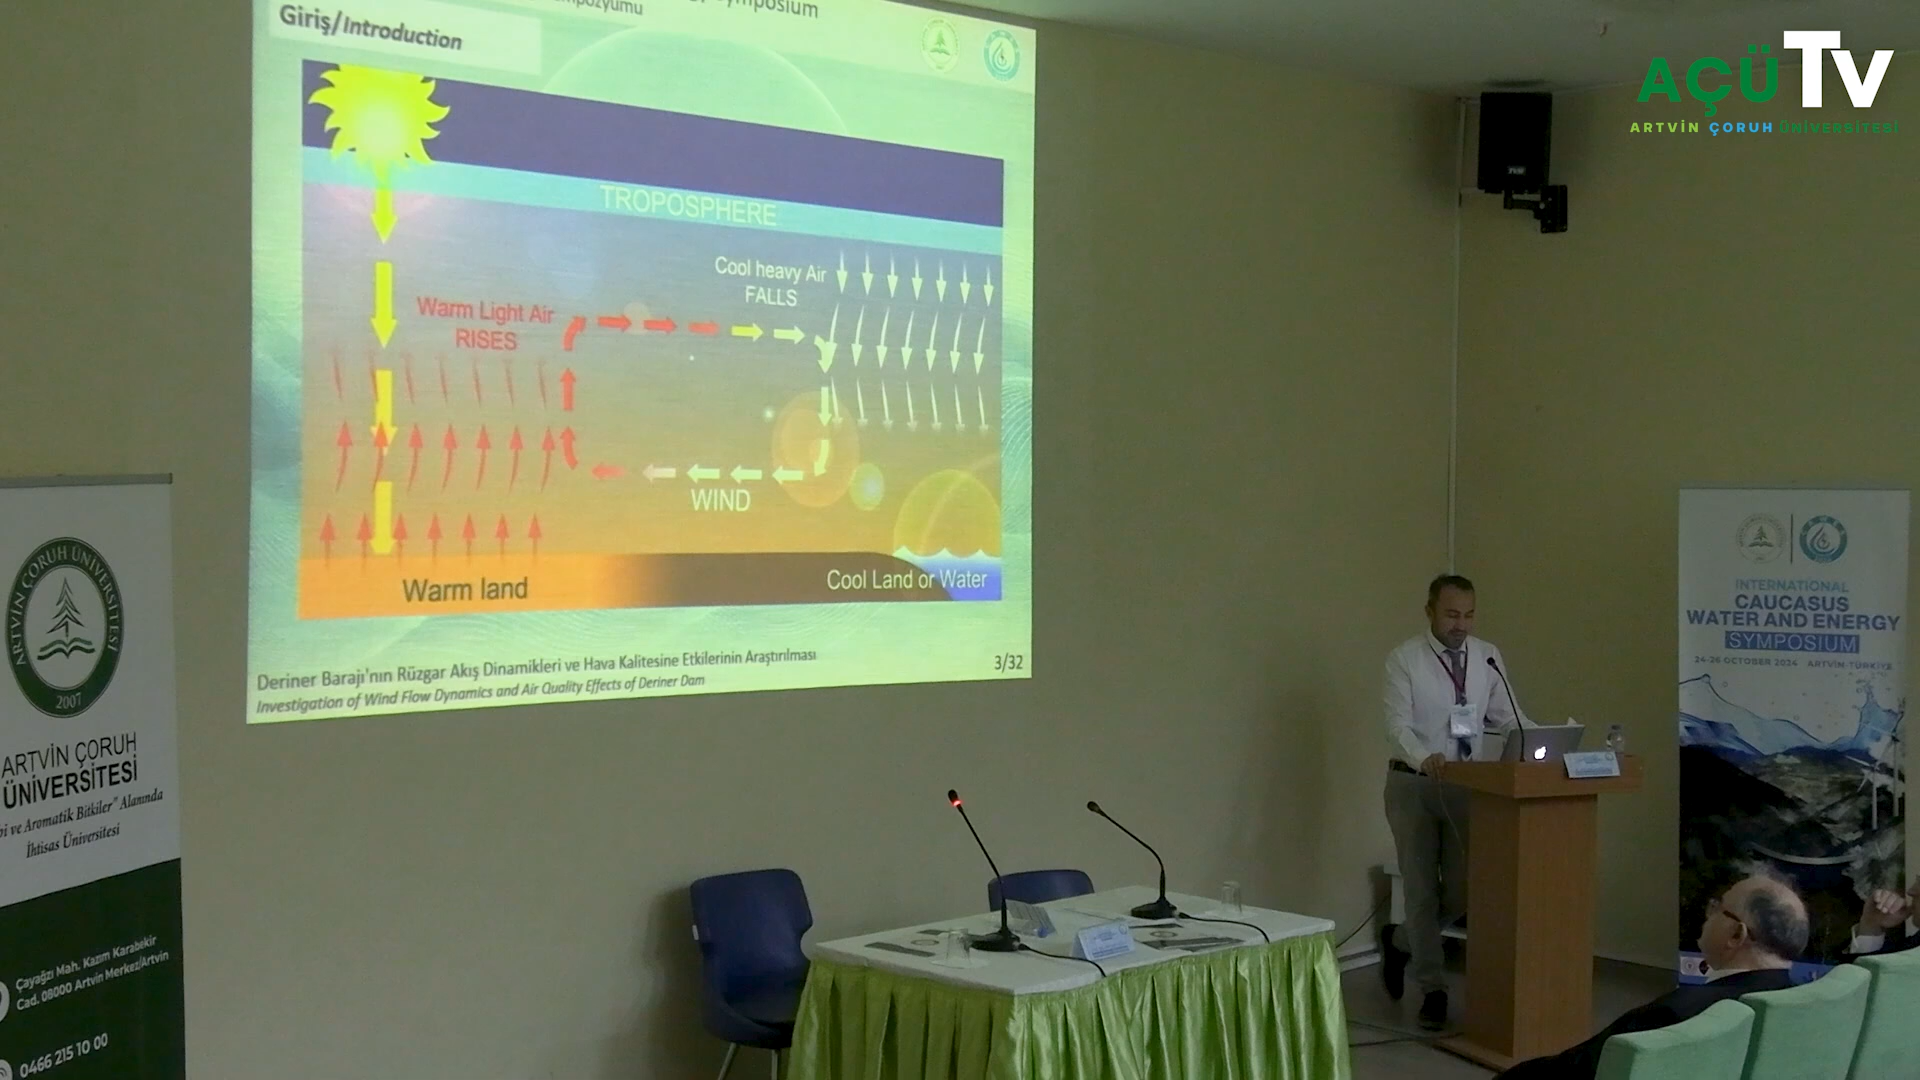 Symposium
Giriş/Introduction
TROPOSPHERE
Cool heavy Air
FALLS
Warm Light Air
RISES
WIND
Warm land
Cool Land or Water
Deriner Barajı'nın Rüzgar Akış Dinamikleri ve Hava Kalitesine Etkilerinin Araştırılması
Investigation of Wind Flow Dynamics and Air Quality Effects of Deriner Dam
3/32
AÇÜTV
ARTVİN ÇORUH ÜNİVERSİTESİ
ARTVİN ÇORUH ÜNİVERSİTESİ
2007
ARTVİN ÇORUH
ÜNİVERSİTESİ
ve Aromatik Bitkiler" Alanında
İhtisas Üniversitesi
Çayağzı Mah. Kazım Karabekir
Cad. 08000 Artvin Merkez/Artvin
0466 215 10 00
INTERNATIONAL
CAUCASUS
WATER AND ENERGY
SYMPOSIUM
24-26 OCTOBER 2024 ARTVİN-TÜRKİYE